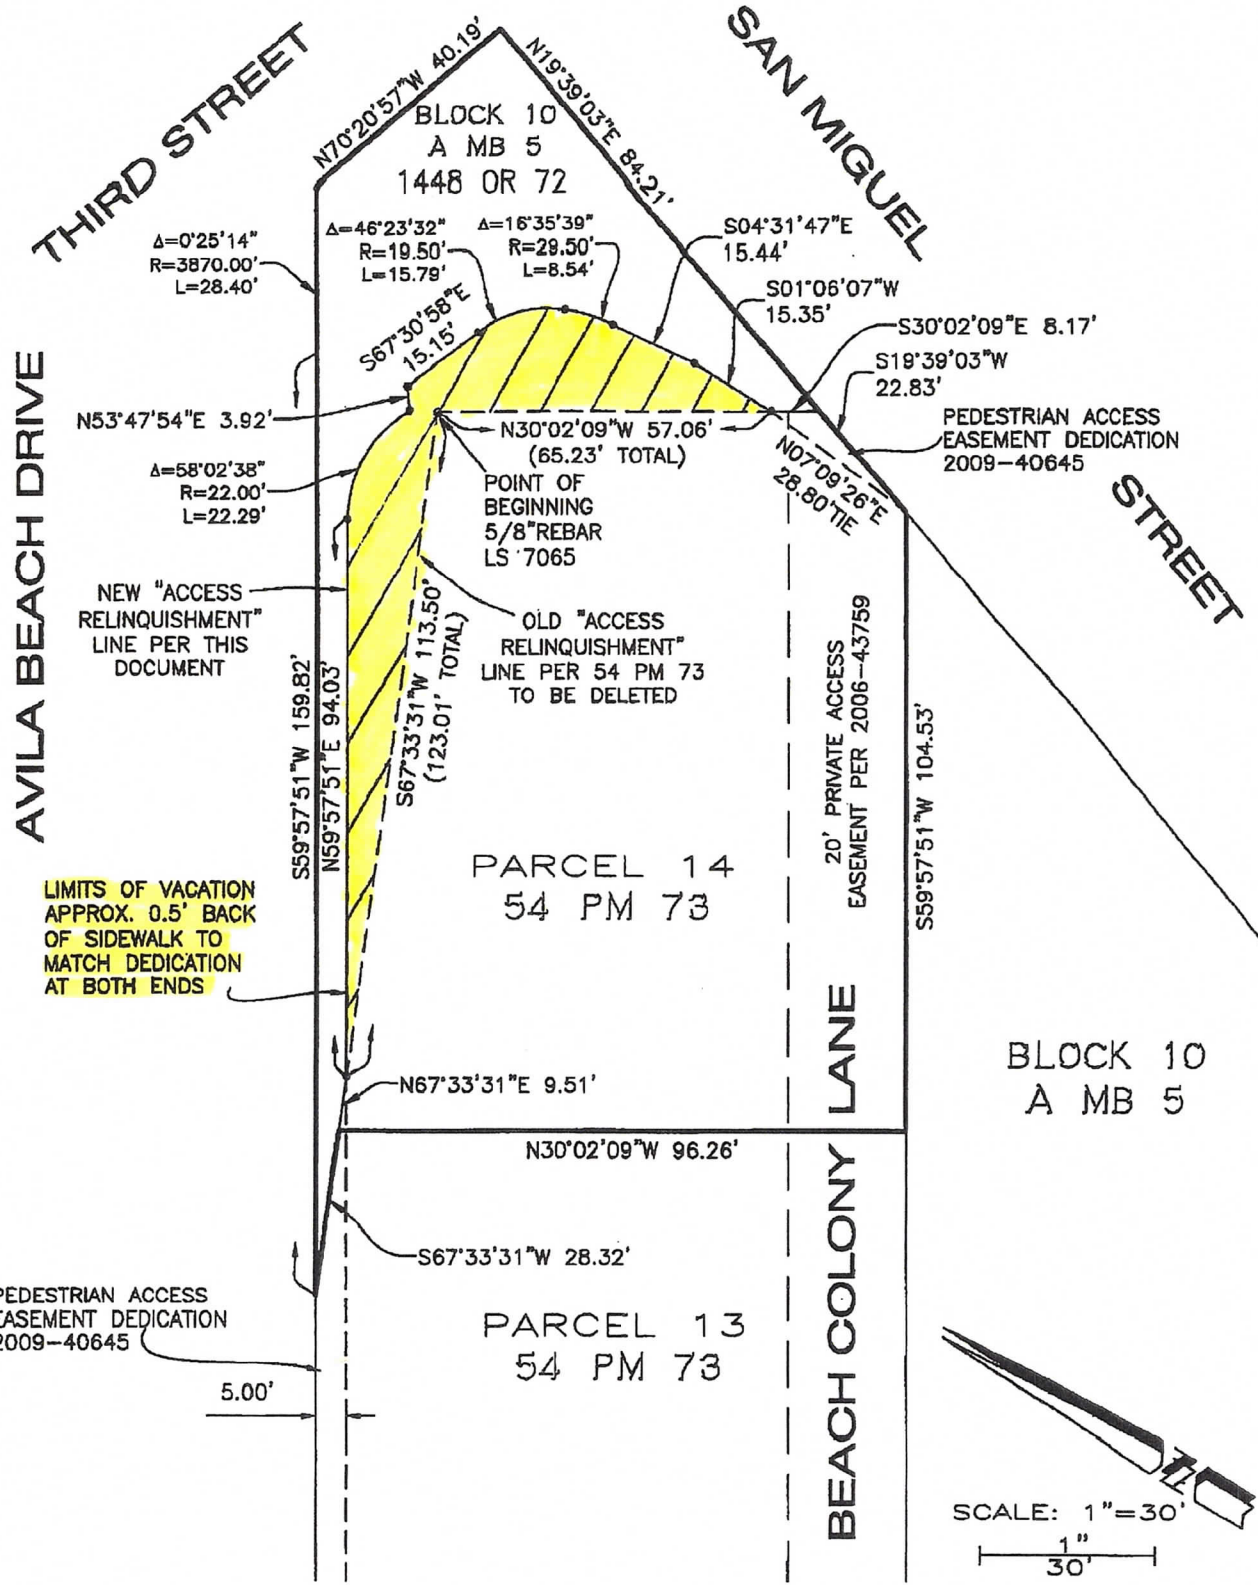 THIRD STREET
SAN MIGUEL
STREET
AVILA BEACH DRIVE
N70°20'57"W 40.19'
N19°39'03"E 84.21'
BLOCK 10
A MB 5
1448 OR 72
Δ=0°25'14"
R=3870.00'
L=28.40'
Δ=46°23'32"
R=19.50'
L=15.79'
Δ=16°35'39"
R=29.50'
L=8.54'
S04°31'47"E
15.44'
S01°06'07"W
15.35'
S30°02'09"E 8.17'
S19°39'03"W
22.83'
S67°30'58"E
15.15'
N53°47'54"E 3.92'
PEDESTRIAN ACCESS
EASEMENT DEDICATION
2009-40645
N30°02'09"W 57.06'
(65.23' TOTAL)
N07°09'26"E
28.80'TIE
Δ=58°02'38"
R=22.00'
L=22.29'
POINT OF
BEGINNING
5/8"REBAR
LS 7065
NEW "ACCESS
RELINQUISHMENT"
LINE PER THIS
DOCUMENT
OLD "ACCESS
RELINQUISHMENT"
LINE PER 54 PM 73
TO BE DELETED
S67°33'31"W 113.50'
(123.01' TOTAL)
S59°57'51"W 159.82'
N59°57'51"E 94.03'
20' PRIVATE ACCESS
EASEMENT PER 2006-43759
S59°57'51"W 104.53'
PARCEL 14
54 PM 73
LIMITS OF VACATION
APPROX. 0.5' BACK
OF SIDEWALK TO
MATCH DEDICATION
AT BOTH ENDS
BEACH COLONY LANE
BLOCK 10
A MB 5
N67°33'31"E 9.51'
N30°02'09"W 96.26'
S67°33'31"W 28.32'
PEDESTRIAN ACCESS
EASEMENT DEDICATION
2009-40645
PARCEL 13
54 PM 73
5.00'
N
SCALE: 1"=30'
1"
30'